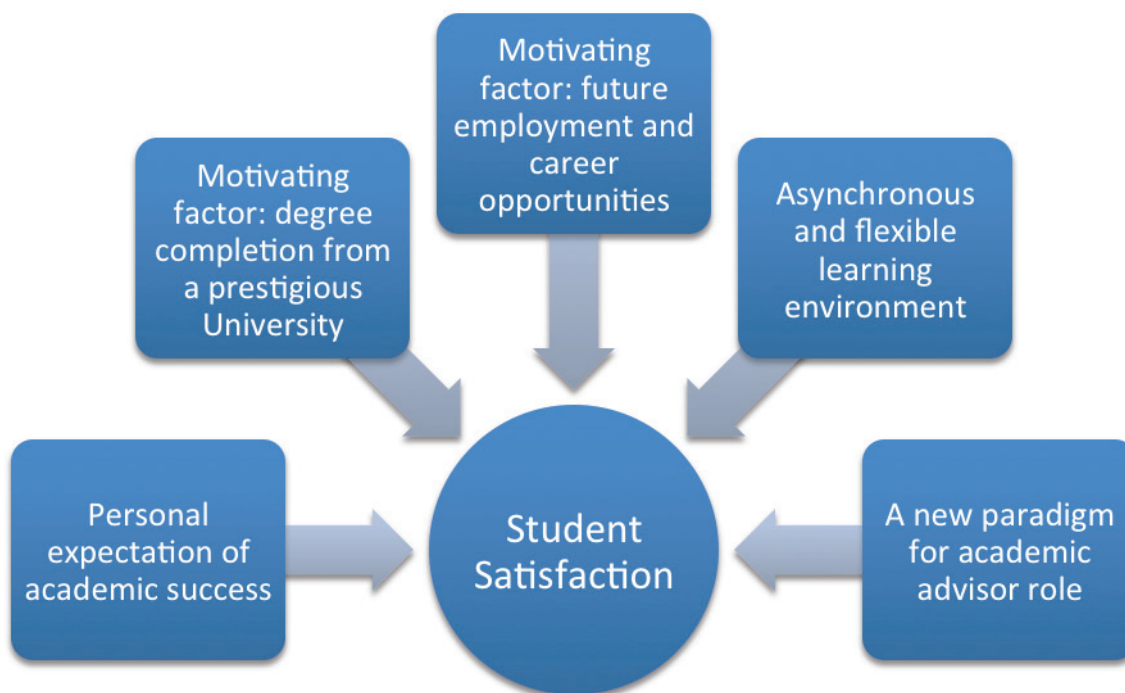 Motivating
factor: future
employment and
career
opportunities
Motivating
factor: degree
completion from
a prestigious
University
Asynchronous
and flexible
learning
environment
Personal
expectation of
academic success
Student
Satisfaction
A new paradigm
for academic
advisor role